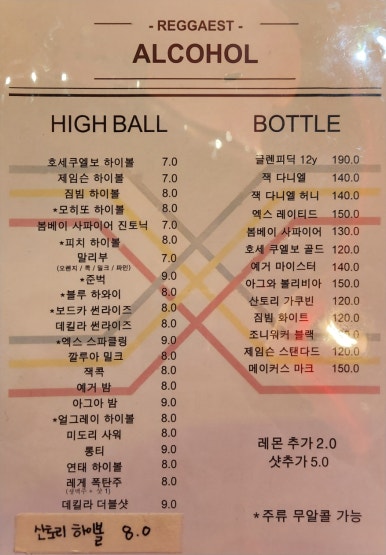 - REGGAEST -
ALCOHOL
HIGH BALL
호세쿠엘보 하이볼 7.0
제임슨 하이볼 7.0
짐빔 하이볼 8.0
*모히또 하이볼 8.0
봄베이 사파이어 진토닉 7.0
*피치 하이볼 8.0
말리부 7.0
(오렌지 / 콕 / 밀크 / 파인)
*준벅 9.0
*블루 하와이 8.0
*보드카 썬라이즈 8.0
데킬라 썬라이즈 8.0
*엑스 스파클링 9.0
깔루아 밀크 8.0
잭콕 8.0
예거 밤 8.0
아그아 밤 9.0
*얼그레이 하이볼 8.0
미도리 사워 8.0
롱티 9.0
연태 하이볼 8.0
레게 폭탄주 8.0
데킬라 더블샷 9.0
산토리 하이볼 8.0
BOTTLE
글렌피딕 12y 190.0
잭 다니엘 140.0
잭 다니엘 허니 140.0
엑스 레이티드 150.0
봄베이 사파이어 130.0
호세 쿠엘보 골드 120.0
예거 마이스터 140.0
아그와 볼리비아 150.0
산토리 가쿠빈 120.0
짐빔 화이트 120.0
조니워커 블랙
제임슨 스탠다드 120.0
메이커스 마크 150.0
레몬 추가 2.0
샷추가 5.0
*주류 무알콜 가능